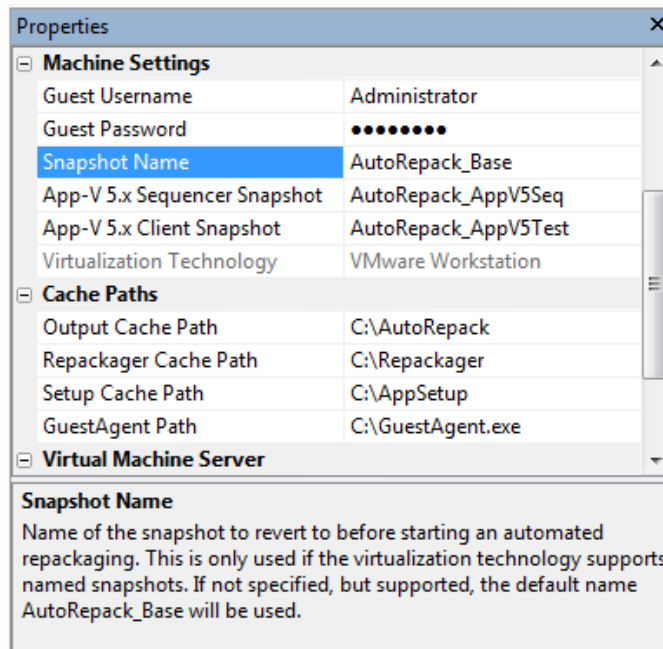 Properties
Machine Settings
Guest Username Administrator
Guest Password ●●●●●●●●
Snapshot Name AutoRepack_Base
App-V 5.x Sequencer Snapshot AutoRepack_AppV5Seq
App-V 5.x Client Snapshot AutoRepack_AppV5Test
Virtualization Technology VMware Workstation
Cache Paths
Output Cache Path C:\AutoRepack
Repackager Cache Path C:\Repackager
Setup Cache Path C:\AppSetup
GuestAgent Path C:\GuestAgent.exe
Virtual Machine Server
Snapshot Name
Name of the snapshot to revert to before starting an automated
repackaging. This is only used if the virtualization technology supports
named snapshots. If not specified, but supported, the default name
AutoRepack_Base will be used.